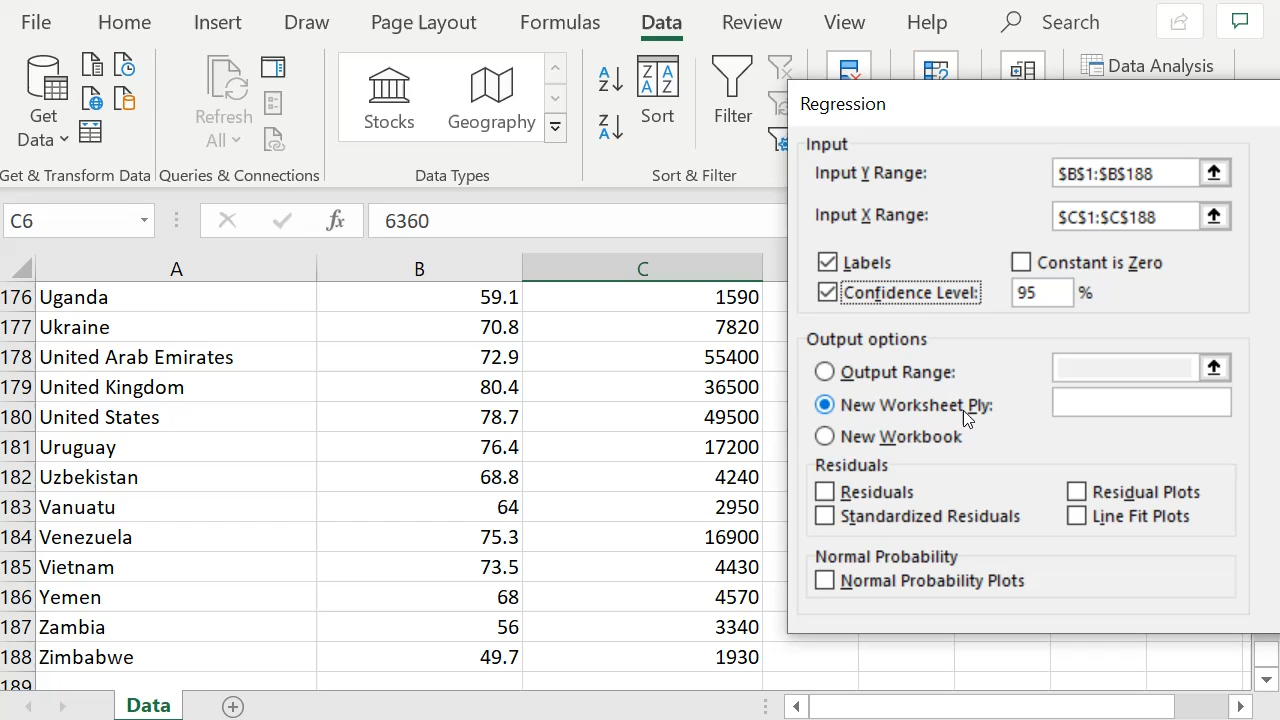 File Home Insert Draw Page Layout Formulas Data Review View Help Search
Get Data
Refresh All
Stocks
Geography
A Z
Z A
Z A A Z
Sort
Filter
Data Analysis
Get & Transform Data
Queries & Connections
Data Types
Sort & Filter
C6
fx
6360
A B C
176 Uganda 59.1 1590
177 Ukraine 70.8 7820
178 United Arab Emirates 72.9 55400
179 United Kingdom 80.4 36500
180 United States 78.7 49500
181 Uruguay 76.4 17200
182 Uzbekistan 68.8 4240
183 Vanuatu 64 2950
184 Venezuela 75.3 16900
185 Vietnam 73.5 4430
186 Yemen 68 4570
187 Zambia 56 3340
188 Zimbabwe 49.7 1930
189
Data
Regression
Input
Input Y Range: $B$1:$B$188
Input X Range: $C$1:$C$188
Labels Constant is Zero
Confidence Level: 95 %
Output options
Output Range:
New Worksheet Ply:
New Workbook
Residuals
Residuals Residual Plots
Standardized Residuals Line Fit Plots
Normal Probability
Normal Probability Plots